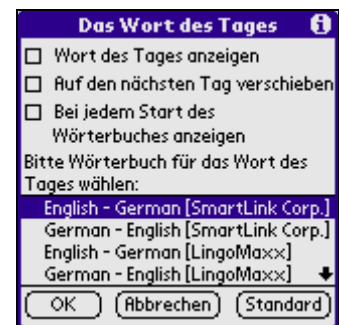 Das Wort des Tages
Wort des Tages anzeigen
Auf den nächsten Tag verschieben
Bei jedem Start des
Wörterbuches anzeigen
Bitte Wörterbuch für das Wort des
Tages wählen:
English - German [SmartLink Corp.]
German - English [SmartLink Corp.]
English - German [LingoMaxx]
German - English [LingoMaxx]
OK Abbrechen Standard